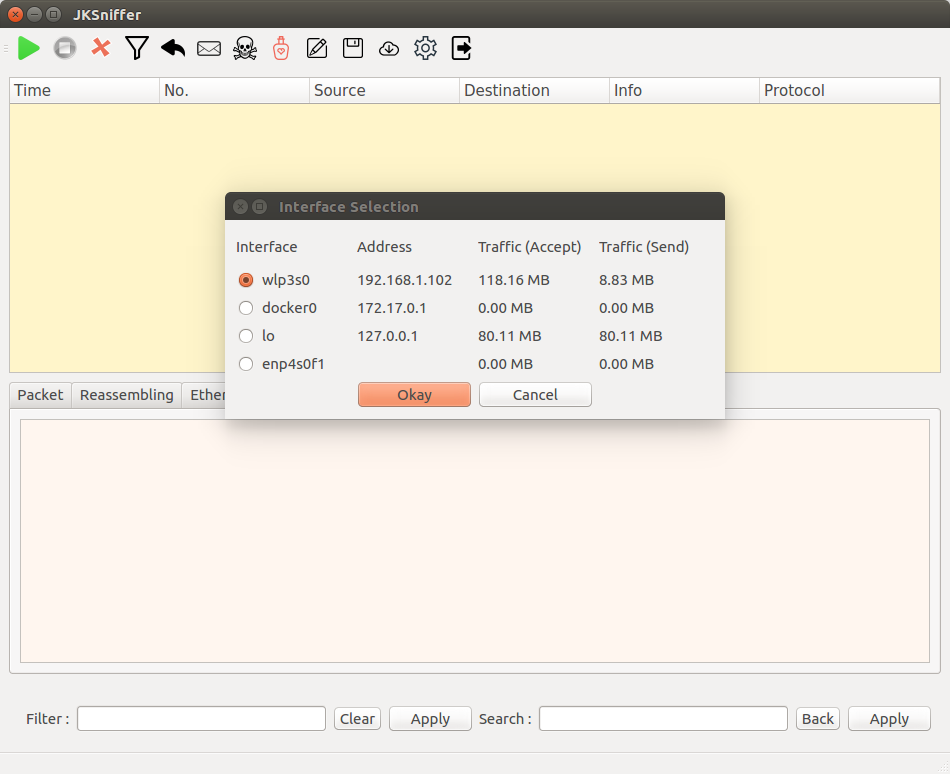 JKSniffer
Time No. Source Destination Info Protocol
Interface Selection
Interface Address Traffic (Accept) Traffic (Send)
wlp3s0 192.168.1.102 118.16 MB 8.83 MB
docker0 172.17.0.1 0.00 MB 0.00 MB
lo 127.0.0.1 80.11 MB 80.11 MB
enp4s0f1 0.00 MB 0.00 MB
Okay Cancel
Packet Reassembling Ether
Filter : Clear Apply Search : Back Apply